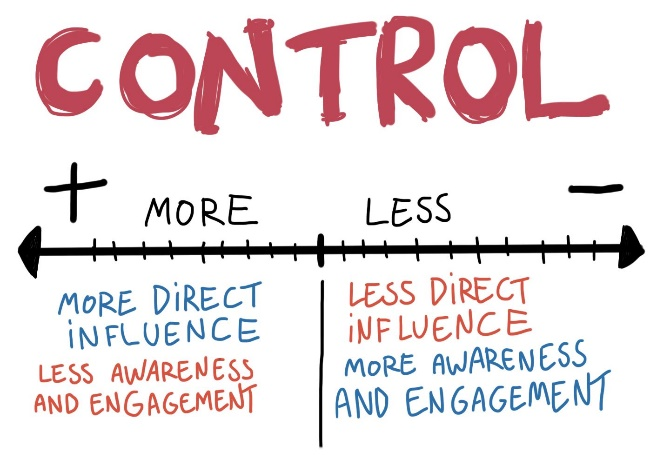 CONTROL
+ MORE LESS −
MORE DIRECT
INFLUENCE
LESS AWARENESS
AND ENGAGEMENT
LESS DIRECT
INFLUENCE
MORE AWARENESS
AND ENGAGEMENT